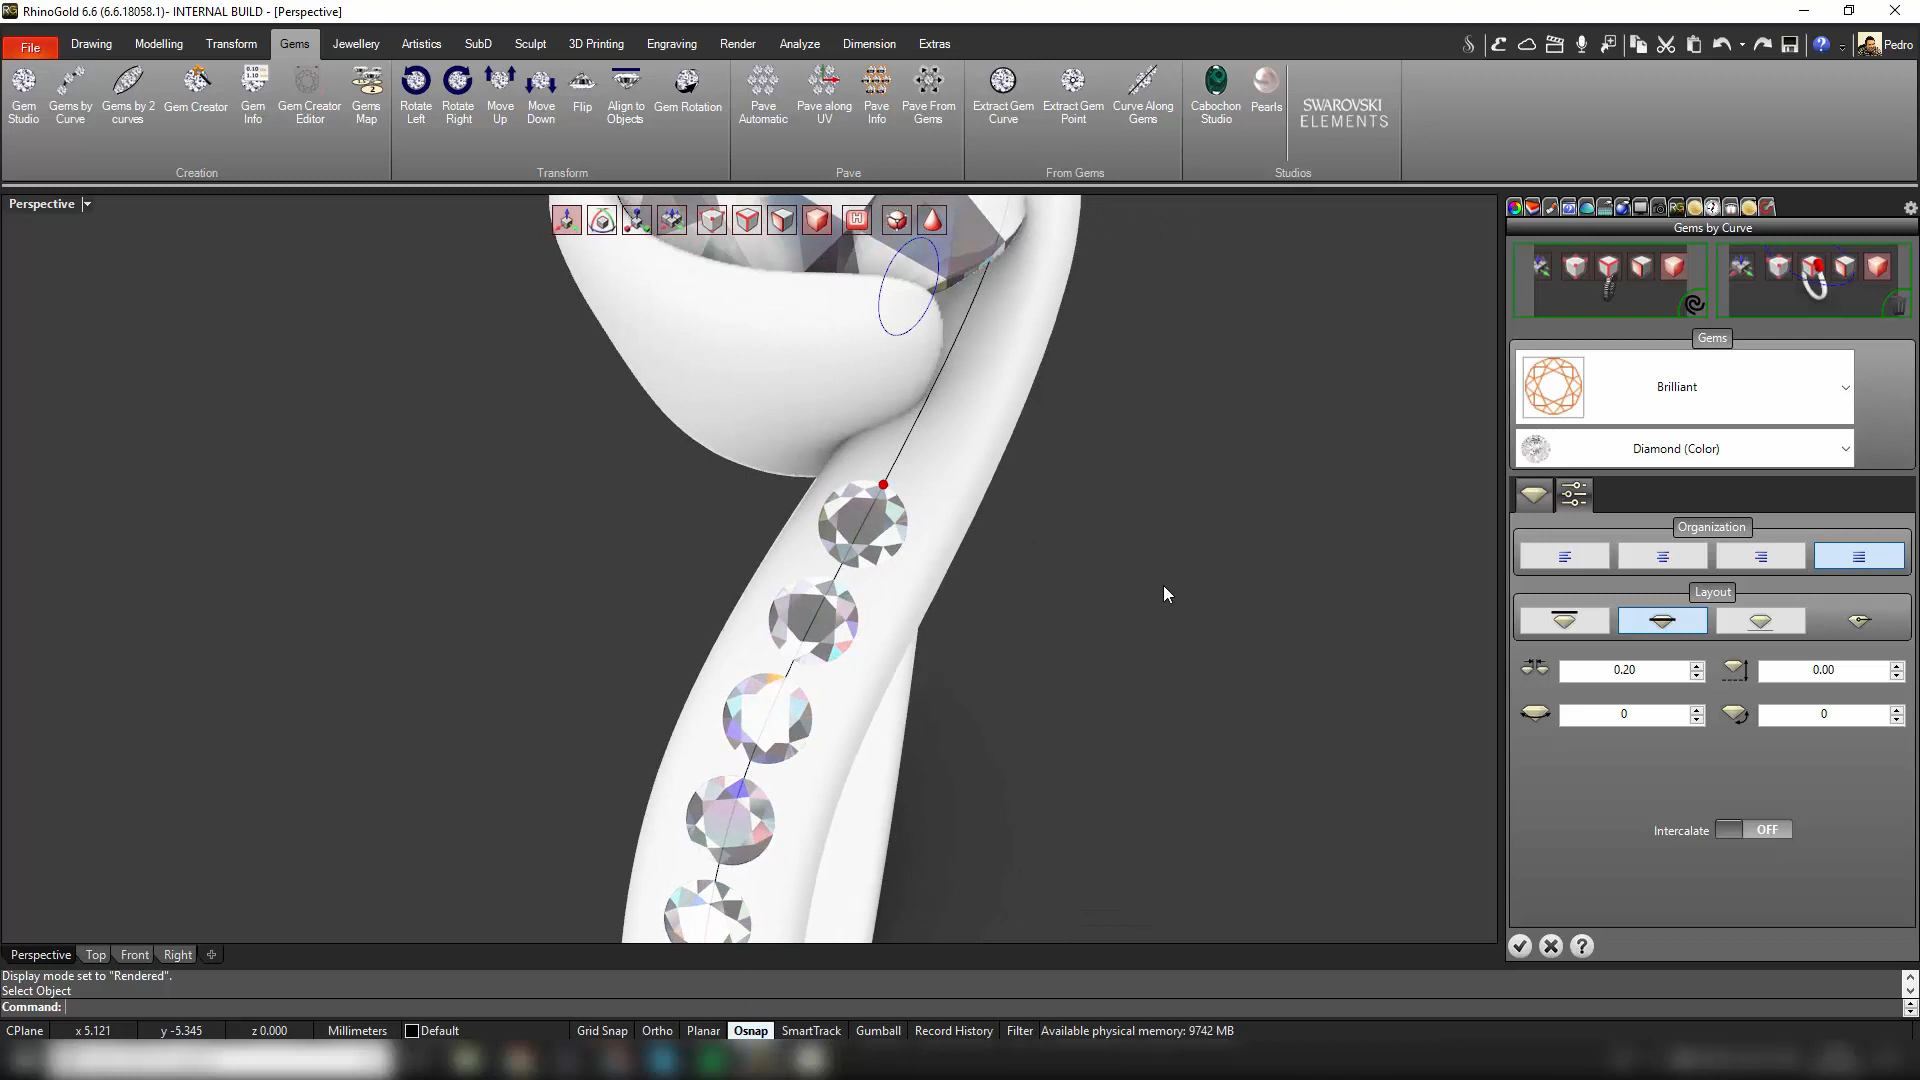 RhinoGold 6.6 (6.6.18058.1)- INTERNAL BUILD - [Perspective]
File Drawing Modelling Transform Gems Jewellery Artistics SubD Sculpt 3D Printing Engraving Render Analyze Dimension Extras
Pedro
Gem Studio
Gems by Curve
Gems by 2 curves
Gem Creator
Gem Info
Gem Creator Editor
Gems Map
Rotate Left
Rotate Right
Move Up
Move Down
Flip
Align to Objects
Gem Rotation
Pave Automatic
Pave along UV
Pave Info
Pave From Gems
Extract Gem Curve
Extract Gem Point
Curve Along Gems
Cabochon Studio
Pearls
SWAROVSKI
ELEMENTS
Creation Transform Pave From Gems Studios
Perspective
Gems by Curve
Gems
Brilliant
Diamond (Color)
Organization
Layout
0.20 0.00
0 0
Intercalate OFF
Perspective Top Front Right
Display mode set to "Rendered".
Select Object
Command:
CPlane x 5.121 y -5.345 z 0.000 Millimeters Default Grid Snap Ortho Planar Osnap SmartTrack Gumball Record History Filter Available physical memory: 9742 MB